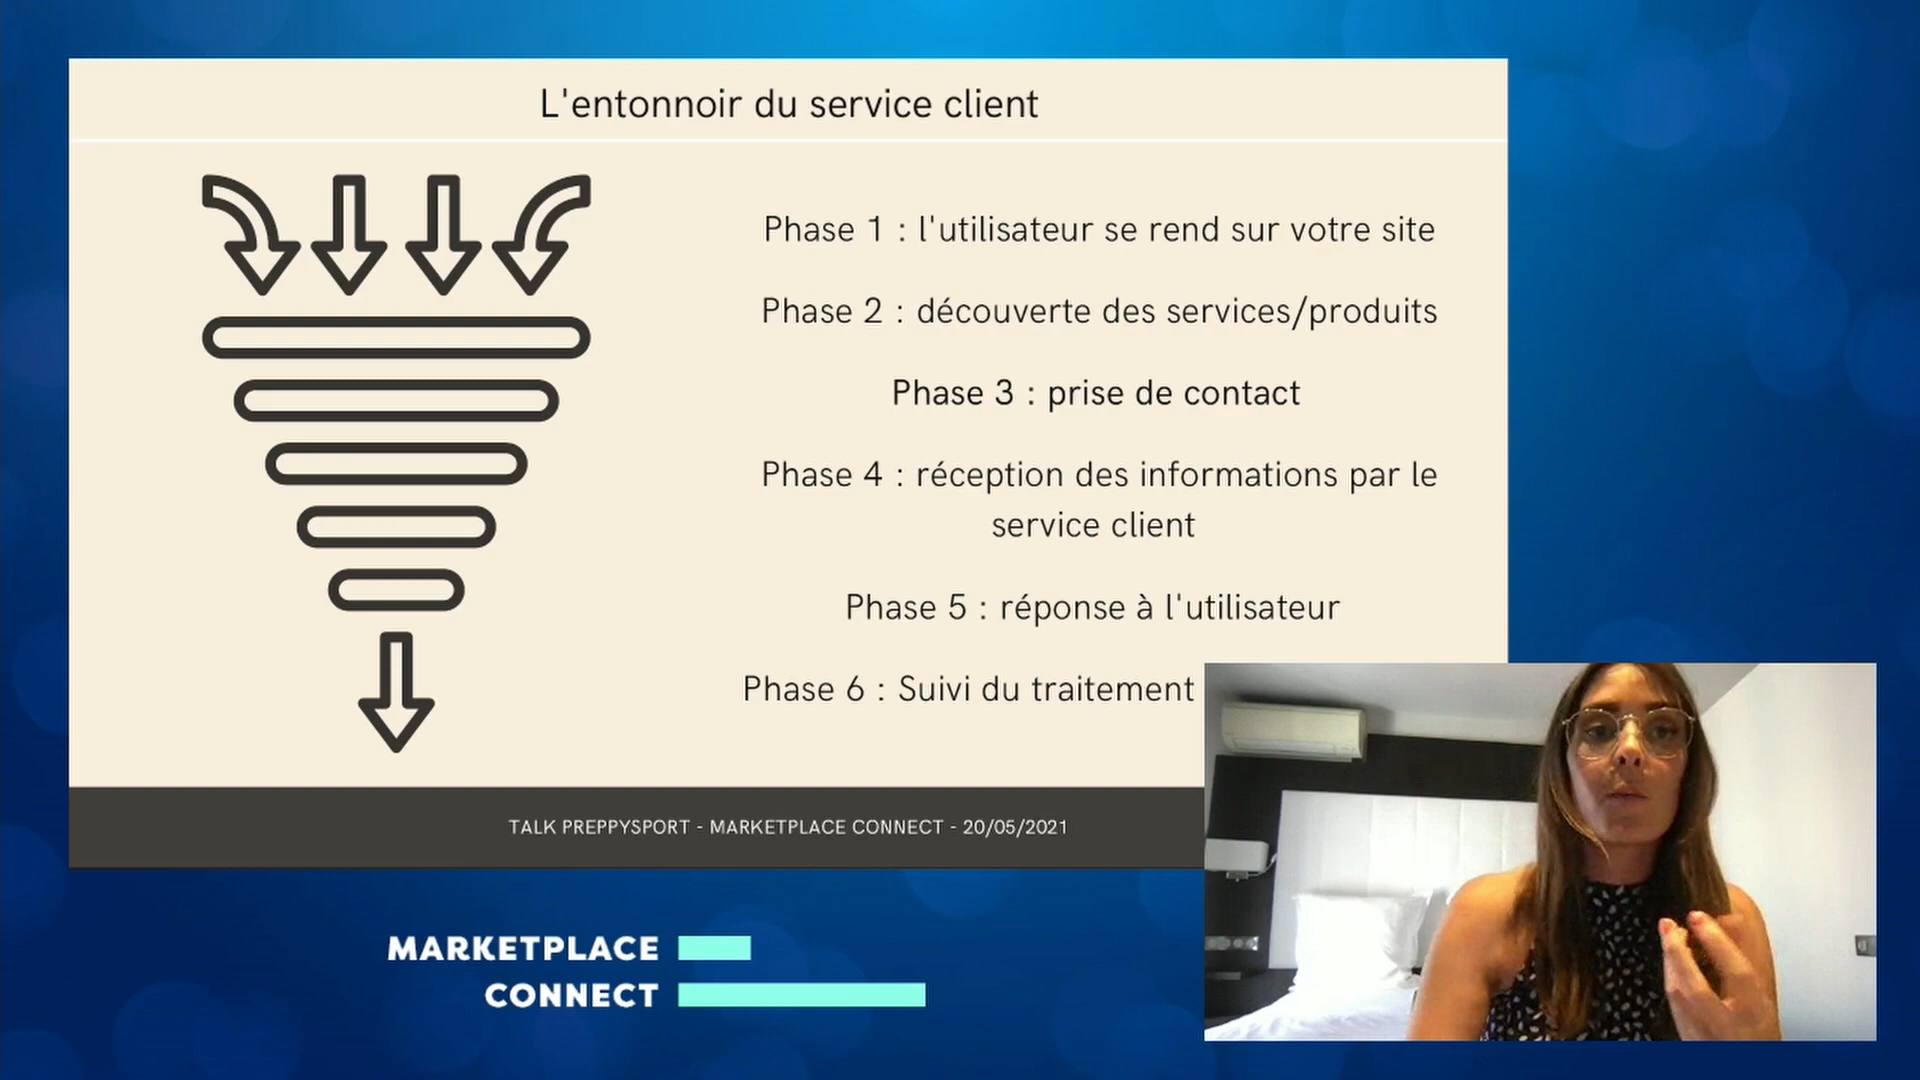 L'entonnoir du service client
Phase 1 : l'utilisateur se rend sur votre site
Phase 2 : découverte des services/produits
Phase 3 : prise de contact
Phase 4 : réception des informations par le
service client
Phase 5 : réponse à l'utilisateur
Phase 6 : Suivi du traitement
TALK PREPPYSPORT - MARKETPLACE CONNECT - 20/05/2021
MARKETPLACE
CONNECT